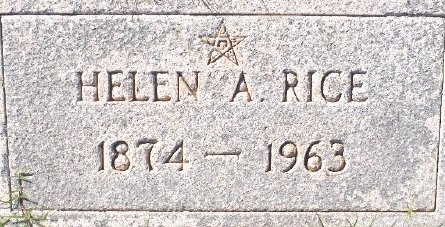 HELEN A. RICE
1874 — 1963